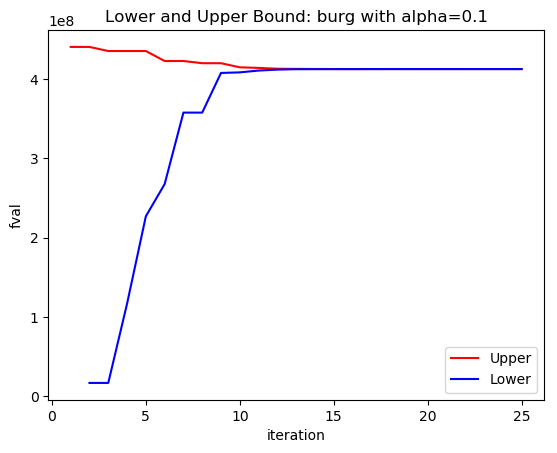 Lower and Upper Bound: burg with alpha=0.1
1e8
4
3
2
1
0
fval
0 5 10 15 20 25
iteration
Upper
Lower